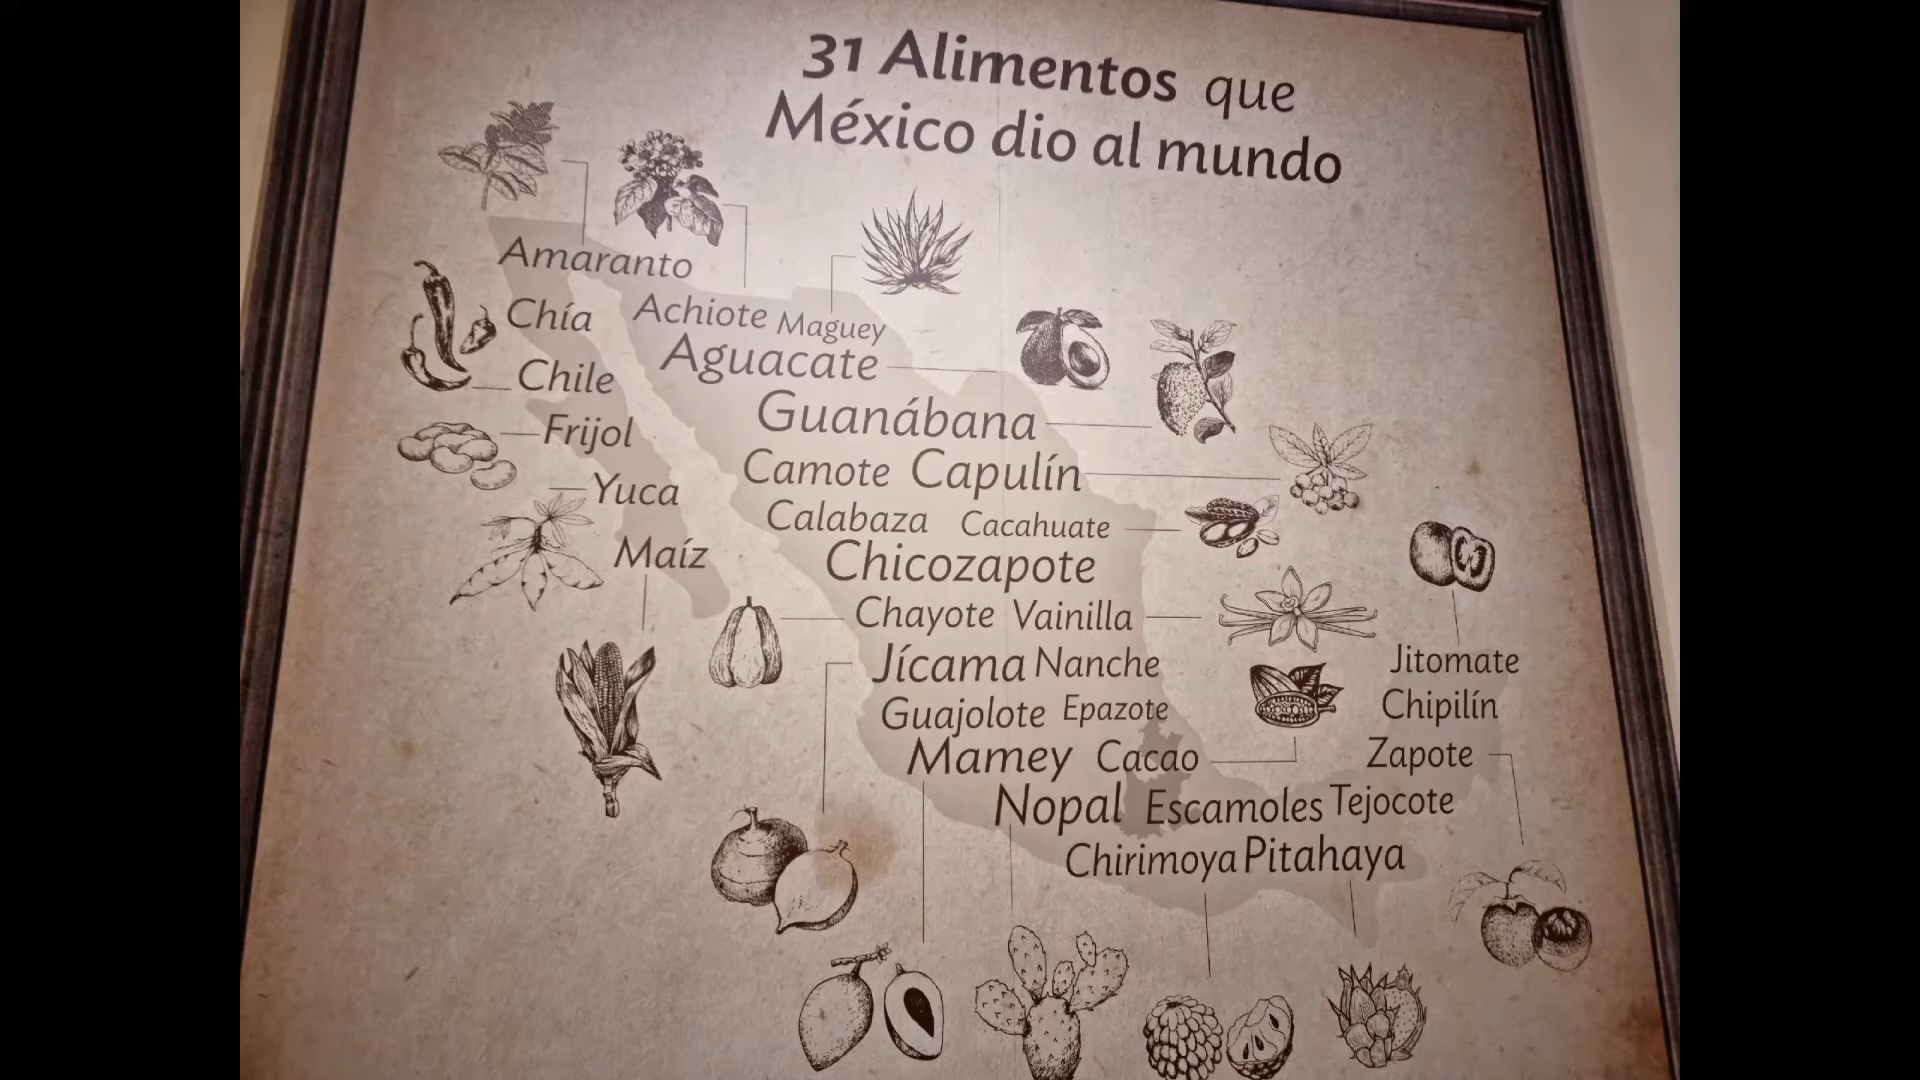 31 Alimentos que
México dio al mundo
Amaranto
Chía
Achiote Maguey
Aguacate
Chile
Guanábana
Frijol
Camote Capulín
Yuca
Calabaza Cacahuate
Maíz
Chicozapote
Chayote Vainilla
Jícama Nanche
Jitomate
Guajolote Epazote
Chipilín
Mamey Cacao
Zapote
Nopal Escamoles Tejocote
Chirimoya Pitahaya